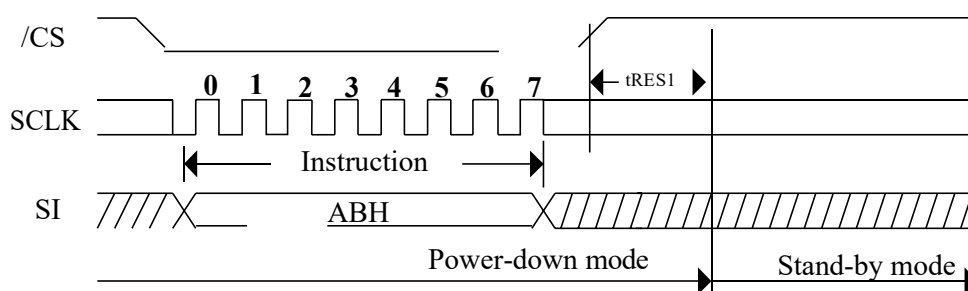 /CS
tRES1
0 1 2 3 4 5 6 7
SCLK
Instruction
SI
ABH
Power-down mode
Stand-by mode